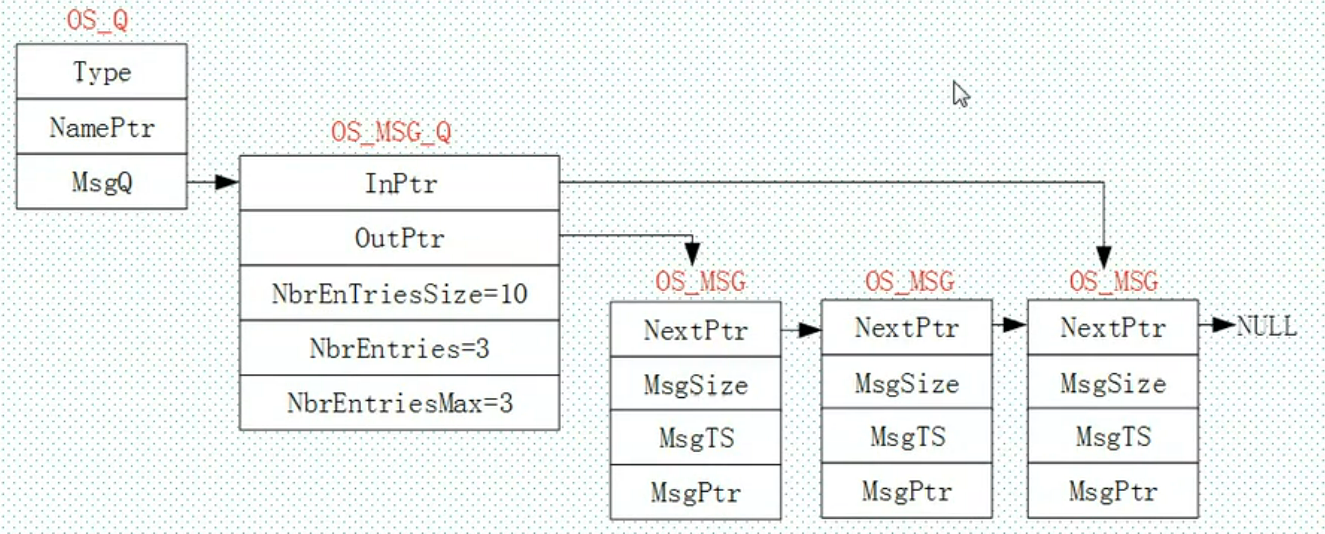 OS_Q
Type
NamePtr
MsgQ
OS_MSG_Q
InPtr
OutPtr
NbrEnTriesSize=10
NbrEntries=3
NbrEntriesMax=3
OS_MSG
NextPtr
MsgSize
MsgTS
MsgPtr
OS_MSG
NextPtr
MsgSize
MsgTS
MsgPtr
OS_MSG
NextPtr
MsgSize
MsgTS
MsgPtr
NULL